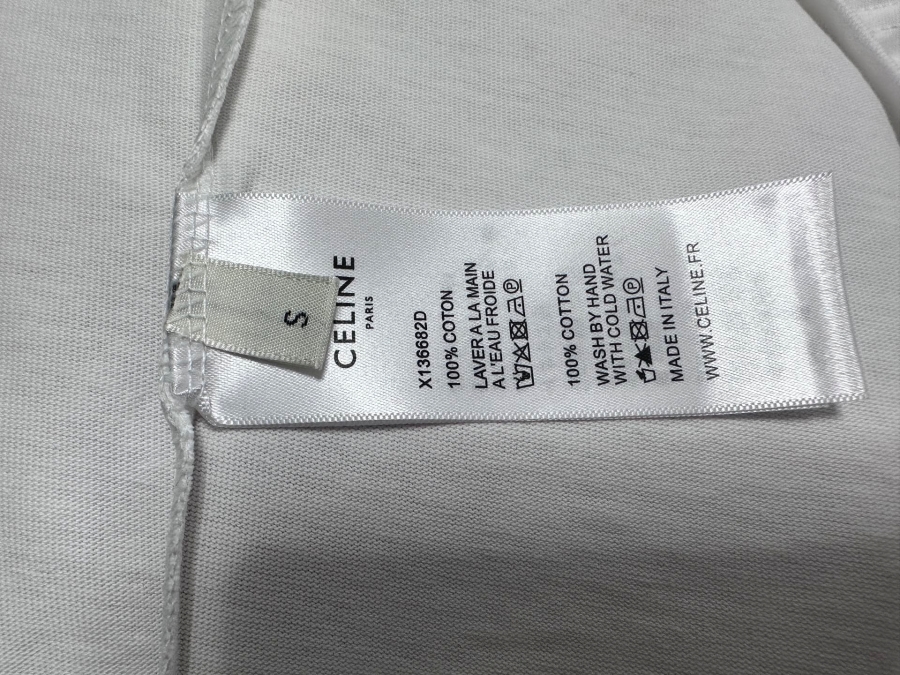 S
CELINE
PARIS
X136682D
100% COTON
LAVER A LA MAIN
A L'EAU FROIDE
100% COTTON
WASH BY HAND
WITH COLD WATER
MADE IN ITALY
WWW.CELINE.FR